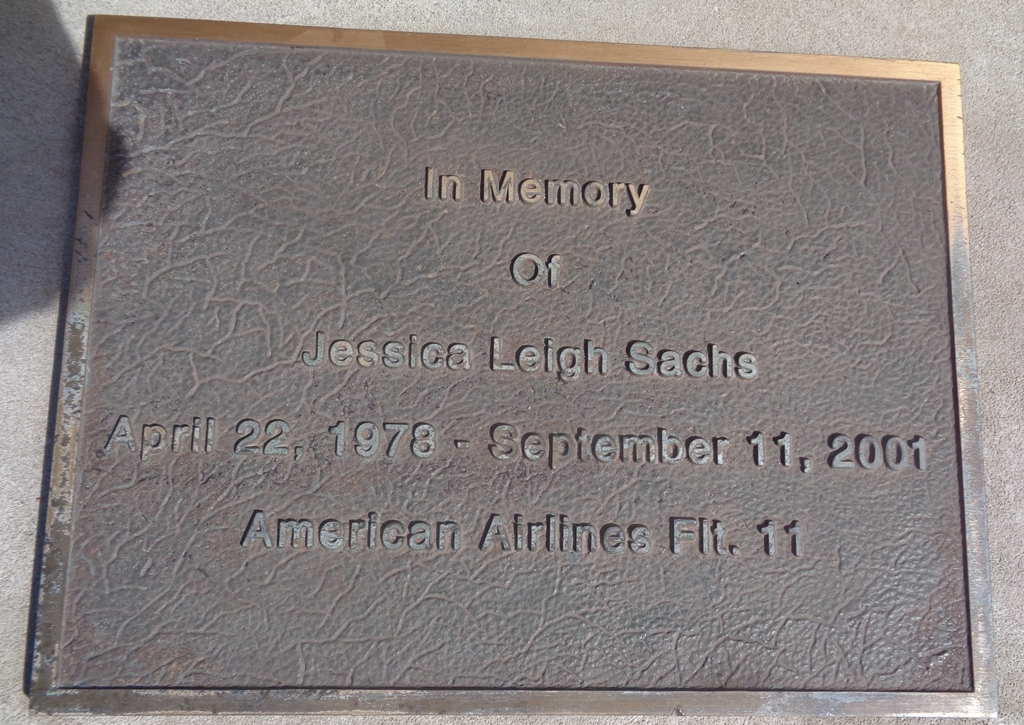 In Memory
Of
Jessica Leigh Sachs
April 22, 1978 - September 11, 2001
American Airlines Flt. 11